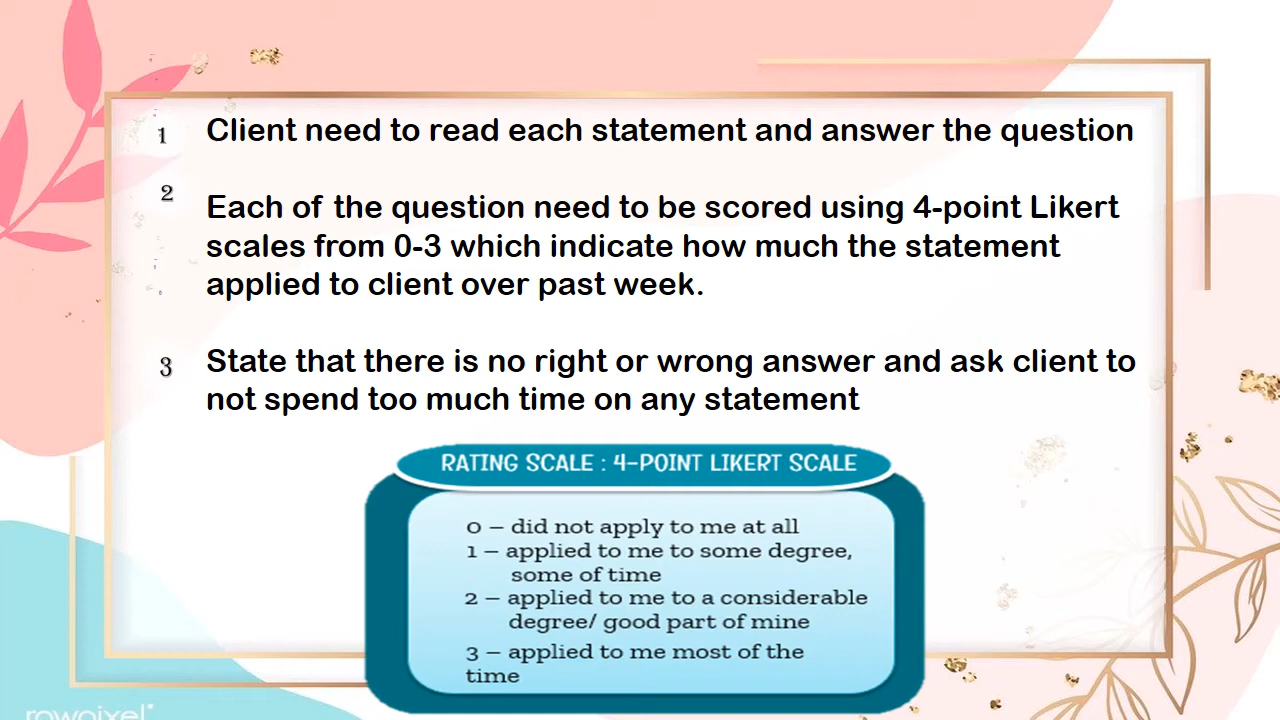 1 Client need to read each statement and answer the question
2 Each of the question need to be scored using 4-point Likert
scales from 0-3 which indicate how much the statement
applied to client over past week.
3 State that there is no right or wrong answer and ask client to
not spend too much time on any statement
RATING SCALE : 4-POINT LIKERT SCALE
0 – did not apply to me at all
1 – applied to me to some degree,
some of time
2 – applied to me to a considerable
degree/ good part of mine
3 – applied to me most of the
time
rawpixel